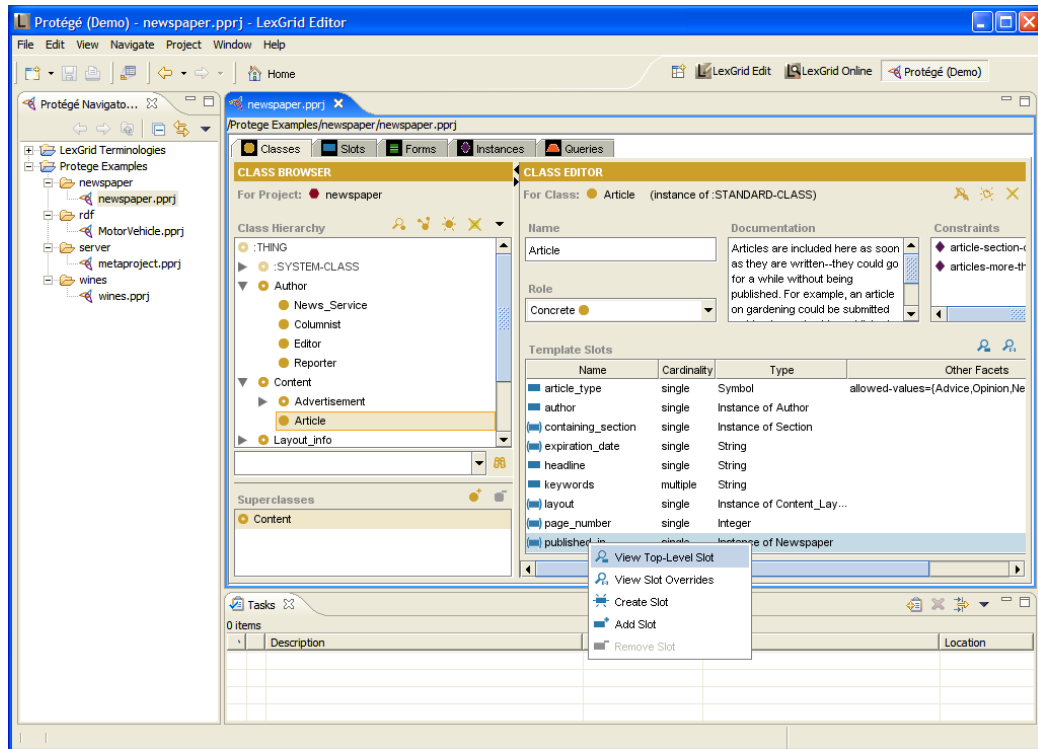 Protégé (Demo) - newspaper.pprj - LexGrid Editor
File Edit View Navigate Project Window Help
Home
LexGrid Edit LexGrid Online Protégé (Demo)
Protégé Navigato...
LexGrid Terminologies
Protege Examples
newspaper
newspaper.pprj
rdf
MotorVehicle.pprj
server
metaproject.pprj
wines
wines.pprj
newspaper.pprj
/Protege Examples/newspaper/newspaper.pprj
Classes Slots Forms Instances Queries
CLASS BROWSER
For Project: newspaper
Class Hierarchy
:THING
:SYSTEM-CLASS
Author
News_Service
Columnist
Editor
Reporter
Content
Advertisement
Article
Layout_info
Superclasses
Content
CLASS EDITOR
For Class: Article (instance of :STANDARD-CLASS)
Name Documentation Constraints
Article
Articles are included here as soon
as they are written--they could go
for a while without being
published. For example, an article
on gardening could be submitted
article-section-c
articles-more-th
Role
Concrete
Template Slots
Name Cardinality Type Other Facets
article_type single Symbol allowed-values={Advice,Opinion,Ne
author single Instance of Author
containing_section single Instance of Section
expiration_date single String
headline single String
keywords multiple String
layout single Instance of Content_Lay...
page_number single Integer
published_in single Instance of Newspaper
View Top-Level Slot
View Slot Overrides
Create Slot
Add Slot
Remove Slot
Tasks
0 items
Description Location